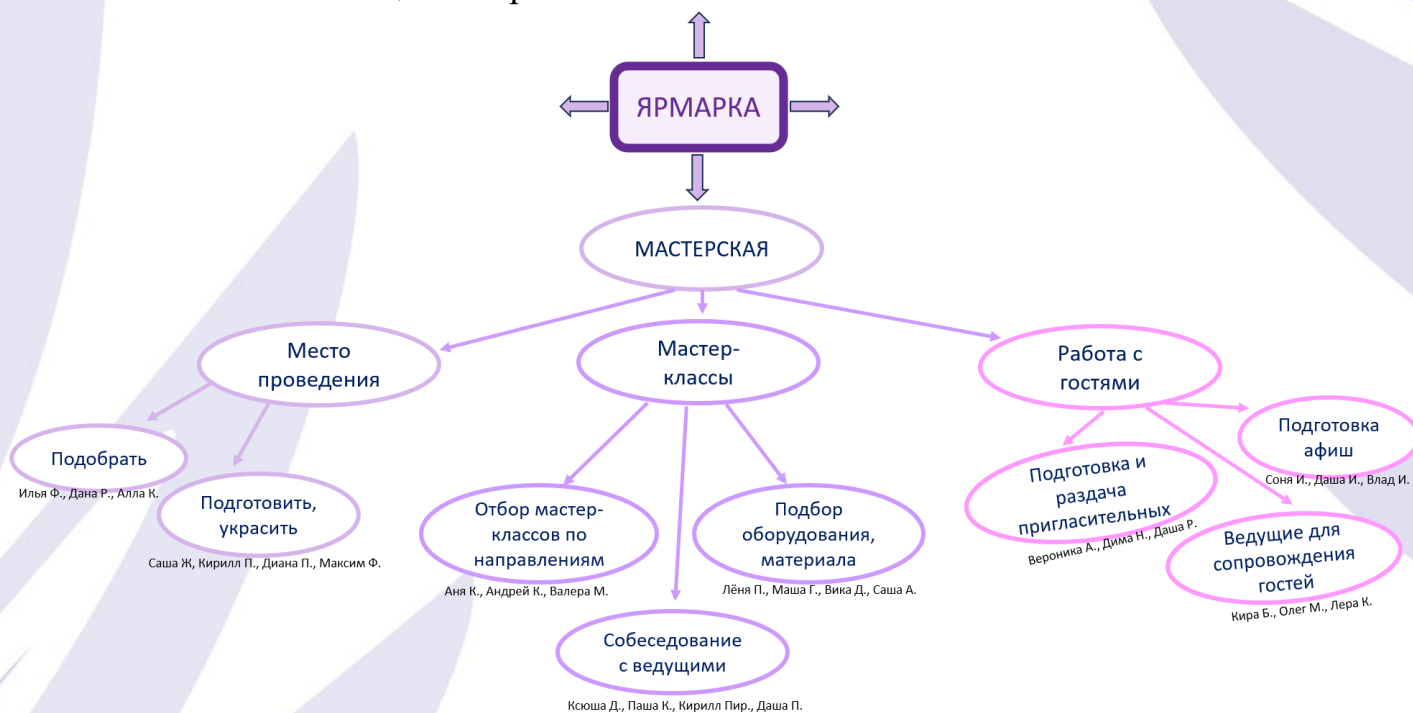 ЯРМАРКА
МАСТЕРСКАЯ
Место
проведения
Мастер-
классы
Работа с
гостями
Подобрать
Илья Ф., Дана Р., Алла К.
Подготовить,
украсить
Саша Ж, Кирилл П., Диана П., Максим Ф.
Отбор мастер-
классов по
направлениям
Аня К., Андрей К., Валера М.
Собеседование
с ведущими
Ксюша Д., Паша К., Кирилл Пир., Даша П.
Подбор
оборудования,
материала
Лёня П., Маша Г., Вика Д., Саша А.
Подготовка и
раздача
пригласительных
Вероника А., Дима Н., Даша Р.
Ведущие для
сопровождения
гостей
Кира Б., Олег М., Лера К.
Подготовка
афиш
Соня И., Даша И., Влад И.